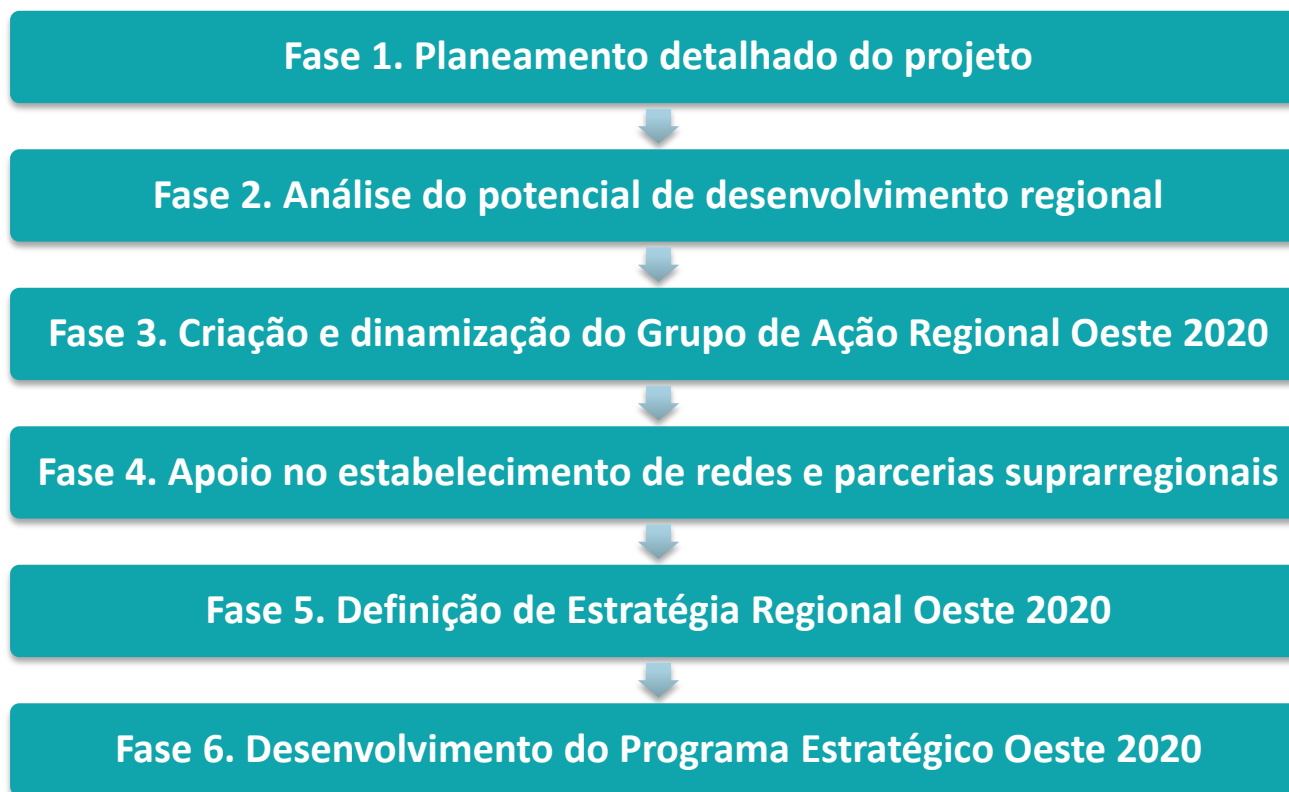 Fase 1. Planeamento detalhado do projeto
Fase 2. Análise do potencial de desenvolvimento regional
Fase 3. Criação e dinamização do Grupo de Ação Regional Oeste 2020
Fase 4. Apoio no estabelecimento de redes e parcerias suprarregionais
Fase 5. Definição de Estratégia Regional Oeste 2020
Fase 6. Desenvolvimento do Programa Estratégico Oeste 2020